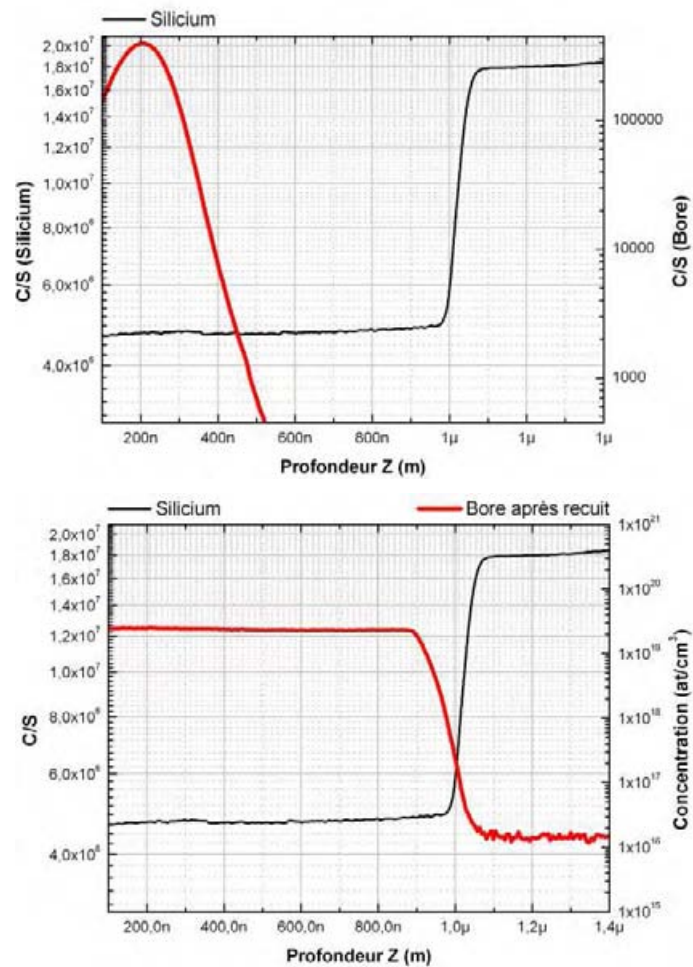 Silicium
2,0x10⁷
1,8x10⁷
1,6x10⁷
1,4x10⁷
1,2x10⁷
1,0x10⁷
8,0x10⁶
6,0x10⁶
4,0x10⁶
C/S (Silicium)
100000
10000
1000
C/S (Bore)
200n 400n 600n 800n 1µ 1µ 1µ
Profondeur Z (m)
Silicium Bore après recuit
2,0x10⁷
1,8x10⁷
1,6x10⁷
1,4x10⁷
1,2x10⁷
1,0x10⁷
8,0x10⁶
6,0x10⁶
4,0x10⁶
C/S
1x10²¹
1x10²⁰
1x10¹⁹
1x10¹⁸
1x10¹⁷
1x10¹⁶
1x10¹⁵
Concentration (at/cm³)
200,0n 400,0n 600,0n 800,0n 1,0µ 1,2µ 1,4µ
Profondeur Z (m)